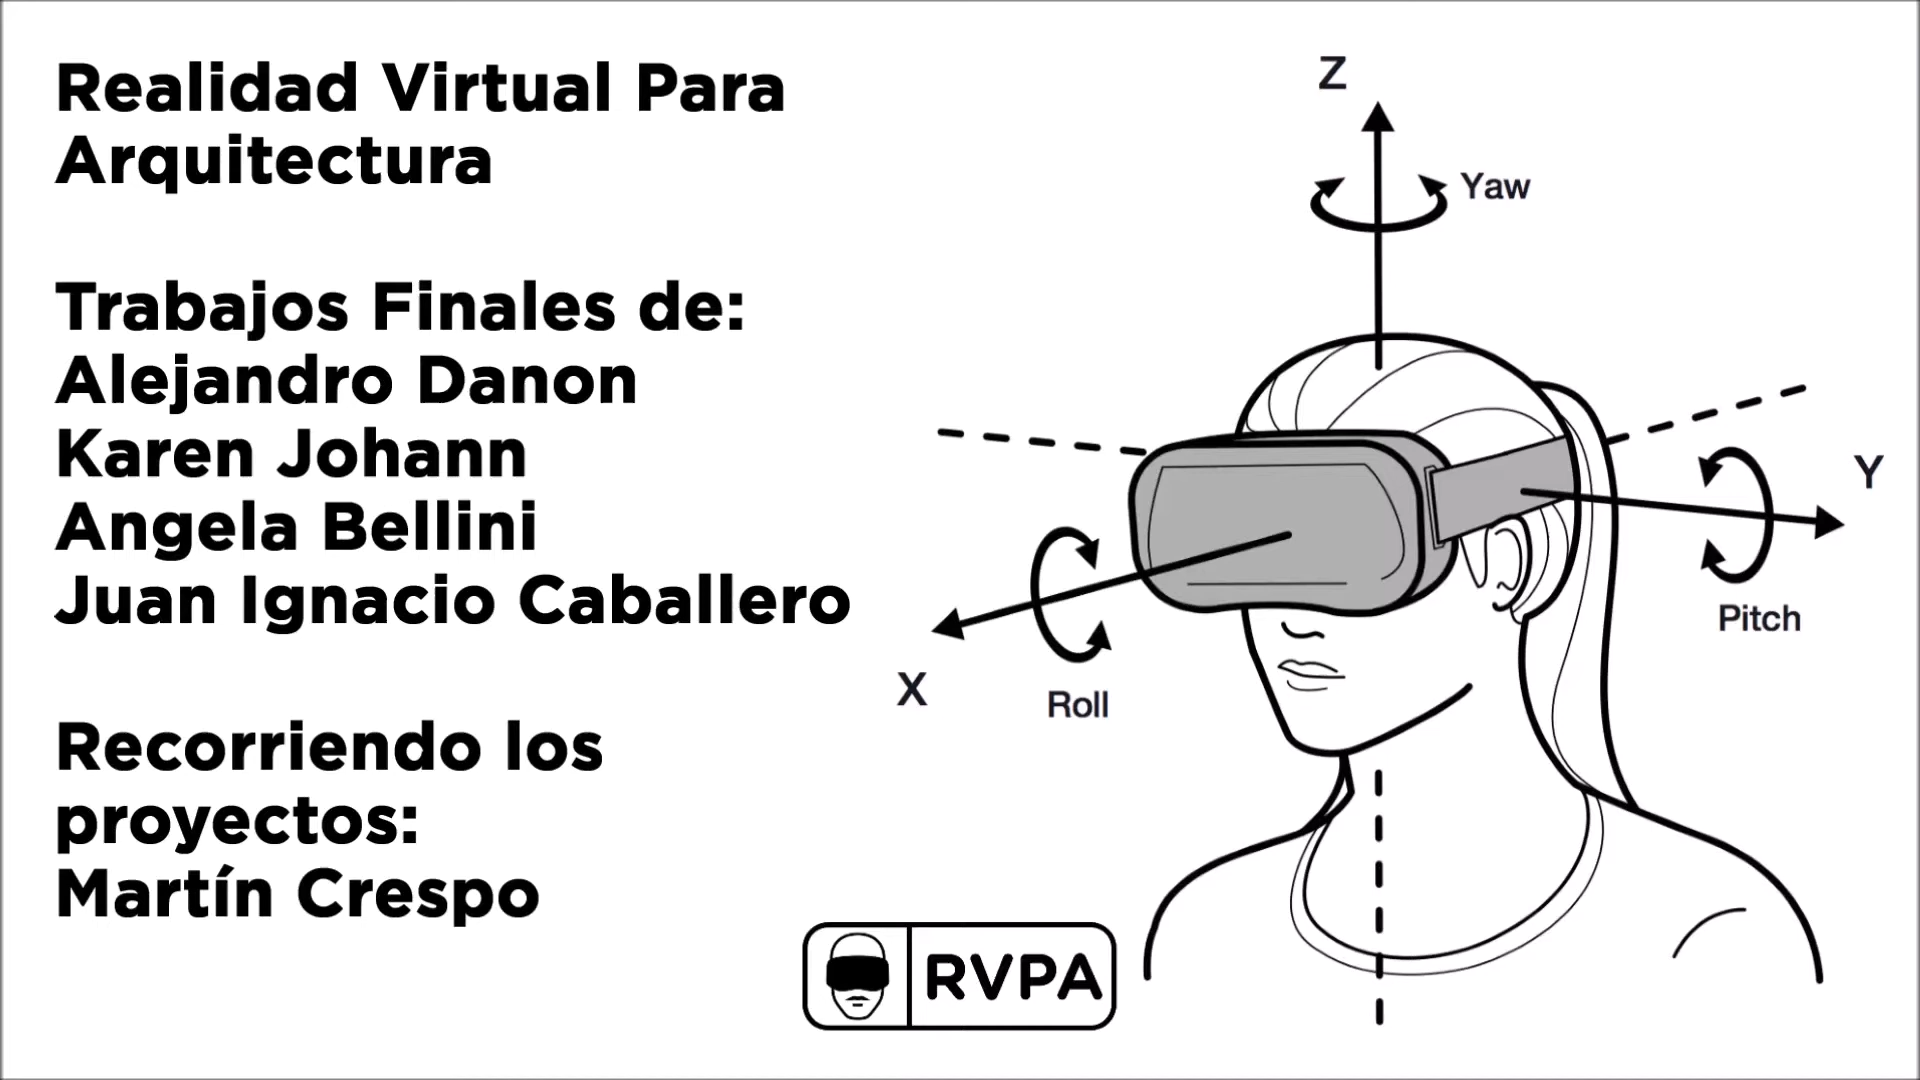 Realidad Virtual Para
Arquitectura
Trabajos Finales de:
Alejandro Danon
Karen Johann
Angela Bellini
Juan Ignacio Caballero
Recorriendo los
proyectos:
Martín Crespo
Z
Yaw
Y
Pitch
X
Roll
RVPA